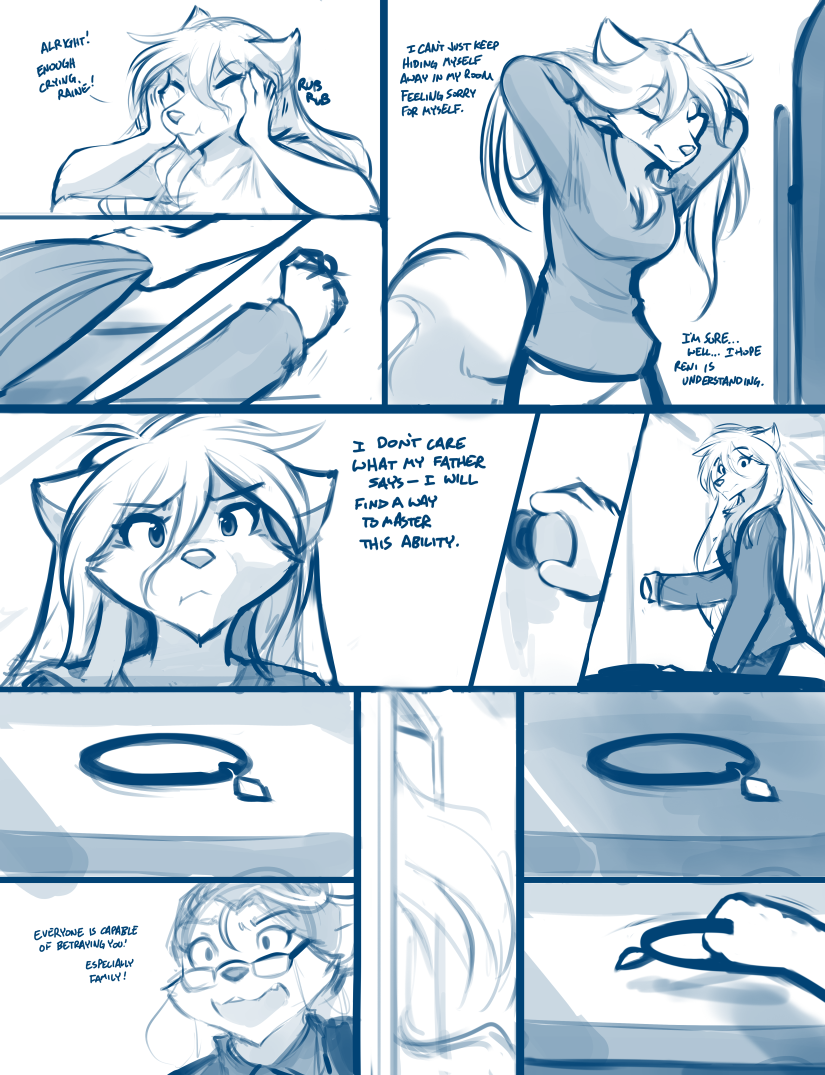 ALRIGHT!
ENOUGH
CRYING,
RAINE!
RUB
RUB
I CAN'T JUST KEEP
HIDING MYSELF
AWAY IN MY ROOM
FEELING SORRY
FOR MYSELF.
I'M SURE...
WELL... I HOPE
RENI IS
UNDERSTANDING.
I DON'T CARE
WHAT MY FATHER
SAYS — I WILL
FIND A WAY
TO MASTER
THIS ABILITY.
EVERYONE IS CAPABLE
OF BETRAYING YOU!
ESPECIALLY
FAMILY!